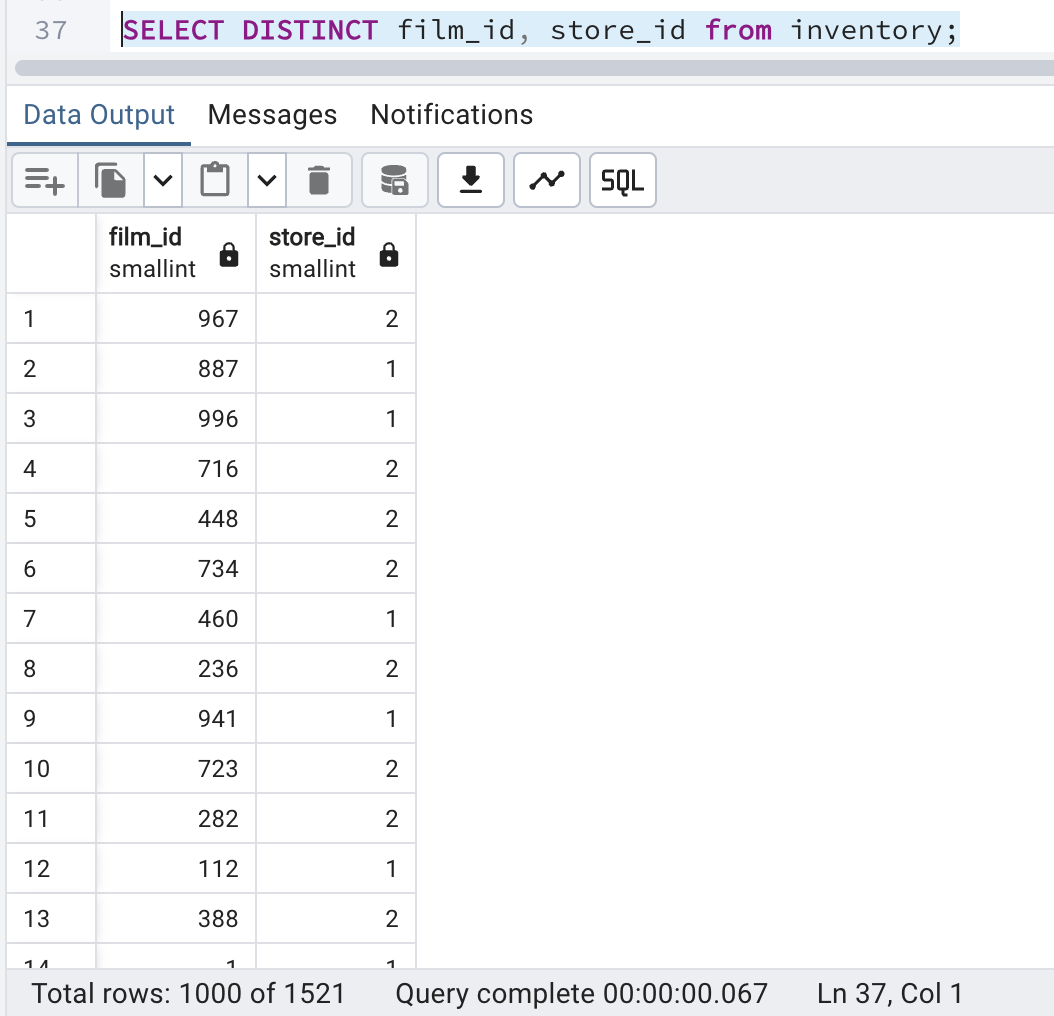 37 SELECT DISTINCT film_id, store_id from inventory;
Data Output Messages Notifications
SQL
film_id store_id
smallint smallint
1 967 2
2 887 1
3 996 1
4 716 2
5 448 2
6 734 2
7 460 1
8 236 2
9 941 1
10 723 2
11 282 2
12 112 1
13 388 2
14 1 1
Total rows: 1000 of 1521 Query complete 00:00:00.067 Ln 37, Col 1